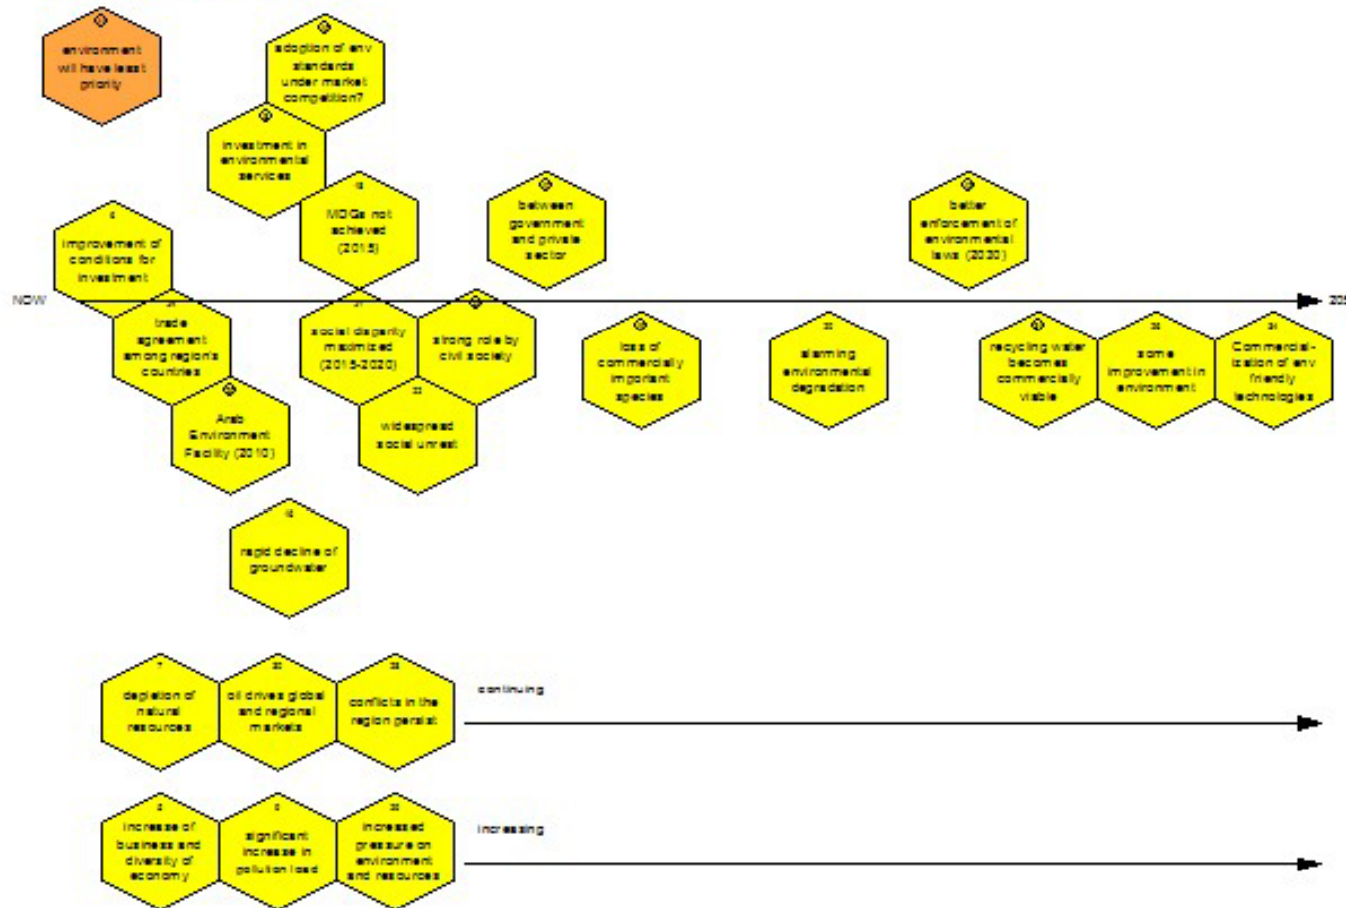 environment
will have least
priority
adoption of env
standards
under market
competition?
investment in
environmental
services
MDGs not
achieved
(2015)
between
government
and private
sector
better
enforcement of
environmental
laws (2020)
improvement of
conditions for
investment
NOW
trade
agreement
among region's
countries
social disparity
maximized
(2015-2020)
strong role by
civil society
loss of
commercially
important
species
alarming
environmental
degradation
recycling water
becomes
commercially
viable
some
improvement in
environment
Commercial-
ization of env
friendly
technologies
Arab
Environment
Facility (2010)
widespread
social unrest
rapid decline of
groundwater
7
depletion of
natural
resources
oil drives global
and regional
markets
conflicts in the
region persist
continuing
increase of
business and
diversity of
economy
significant
increase in
pollution load
increased
pressure on
environment
and resources
increasing